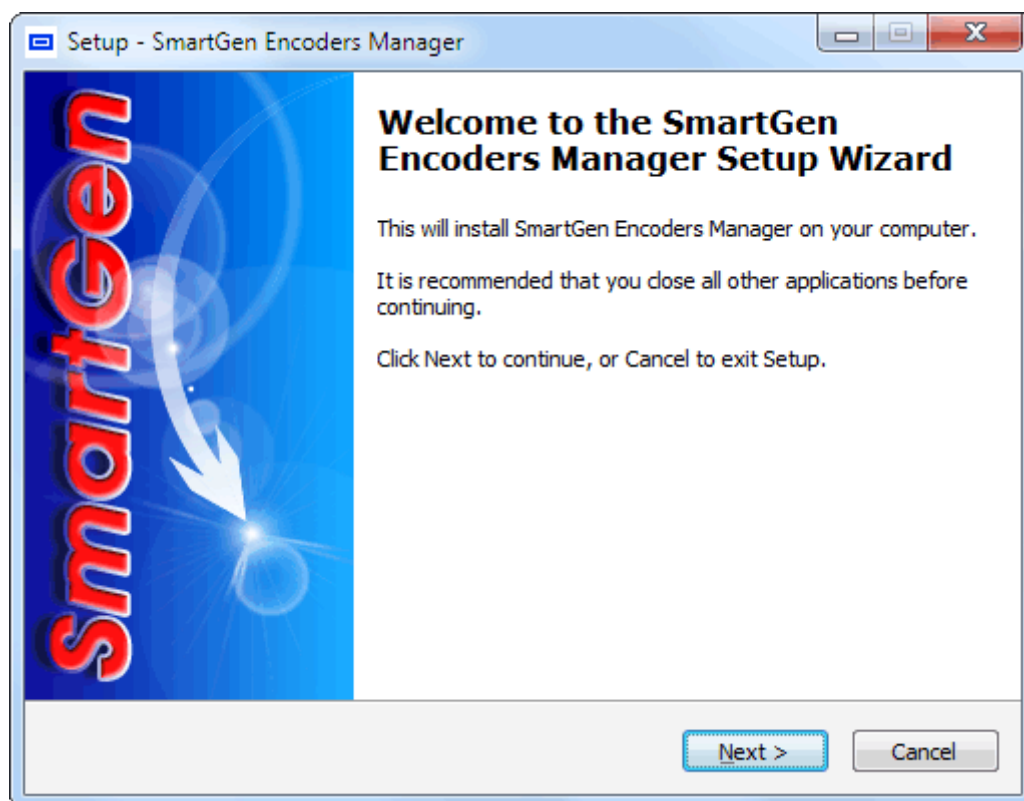 Setup - SmartGen Encoders Manager
SmartGen
Welcome to the SmartGen
Encoders Manager Setup Wizard
This will install SmartGen Encoders Manager on your computer.
It is recommended that you close all other applications before
continuing.
Click Next to continue, or Cancel to exit Setup.
Next >
Cancel